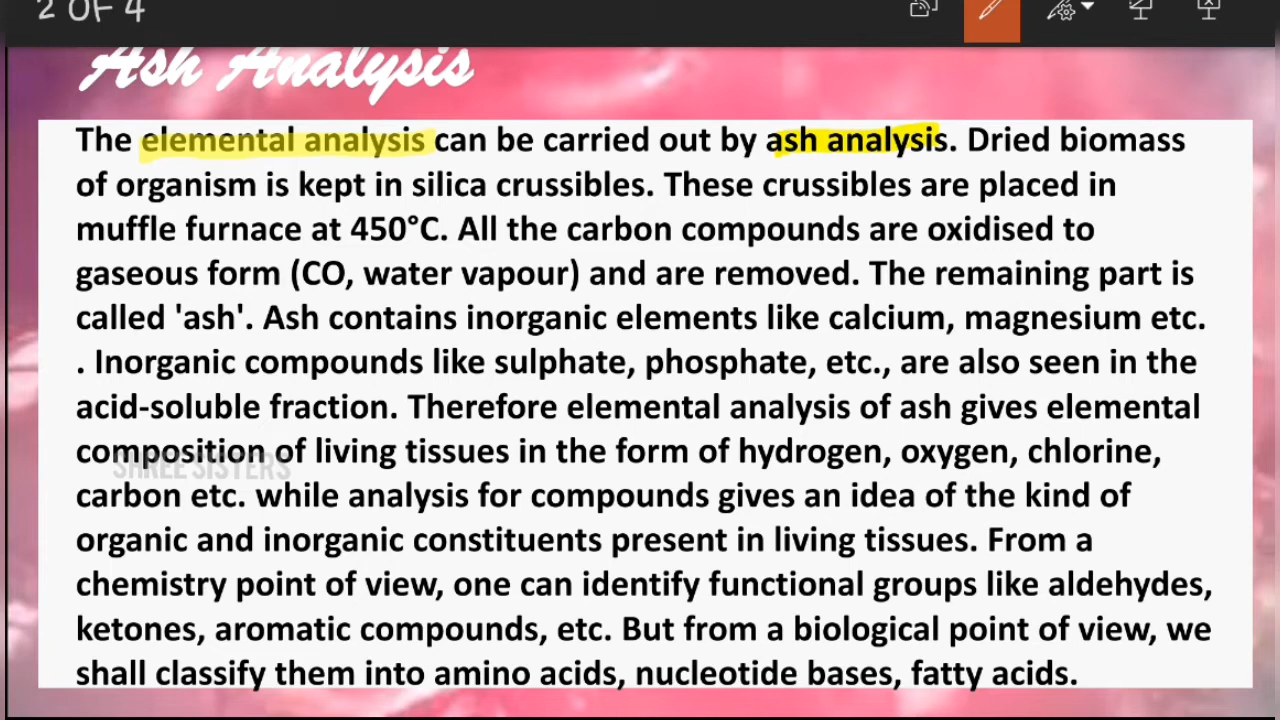 2 OF 4
Ash Analysis
The elemental analysis can be carried out by ash analysis. Dried biomass
of organism is kept in silica crussibles. These crussibles are placed in
muffle furnace at 450°C. All the carbon compounds are oxidised to
gaseous form (CO, water vapour) and are removed. The remaining part is
called 'ash'. Ash contains inorganic elements like calcium, magnesium etc.
. Inorganic compounds like sulphate, phosphate, etc., are also seen in the
acid-soluble fraction. Therefore elemental analysis of ash gives elemental
composition of living tissues in the form of hydrogen, oxygen, chlorine,
SHREE SISTERS
carbon etc. while analysis for compounds gives an idea of the kind of
organic and inorganic constituents present in living tissues. From a
chemistry point of view, one can identify functional groups like aldehydes,
ketones, aromatic compounds, etc. But from a biological point of view, we
shall classify them into amino acids, nucleotide bases, fatty acids.